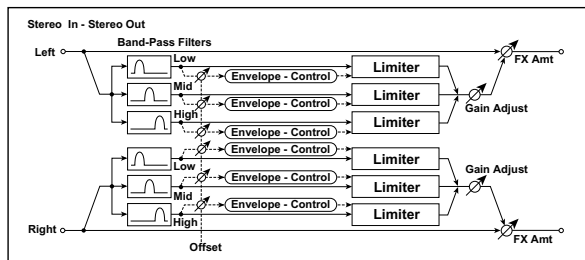 Stereo In - Stereo Out
Band-Pass Filters
Left
FX Amt
Low
Limiter
Envelope - Control
Mid
Limiter
Envelope - Control
Gain Adjust
High
Limiter
Envelope - Control
Envelope - Control
Low
Limiter
Gain Adjust
Envelope - Control
Mid
Limiter
Envelope - Control
High
Limiter
Right
FX Amt
Offset